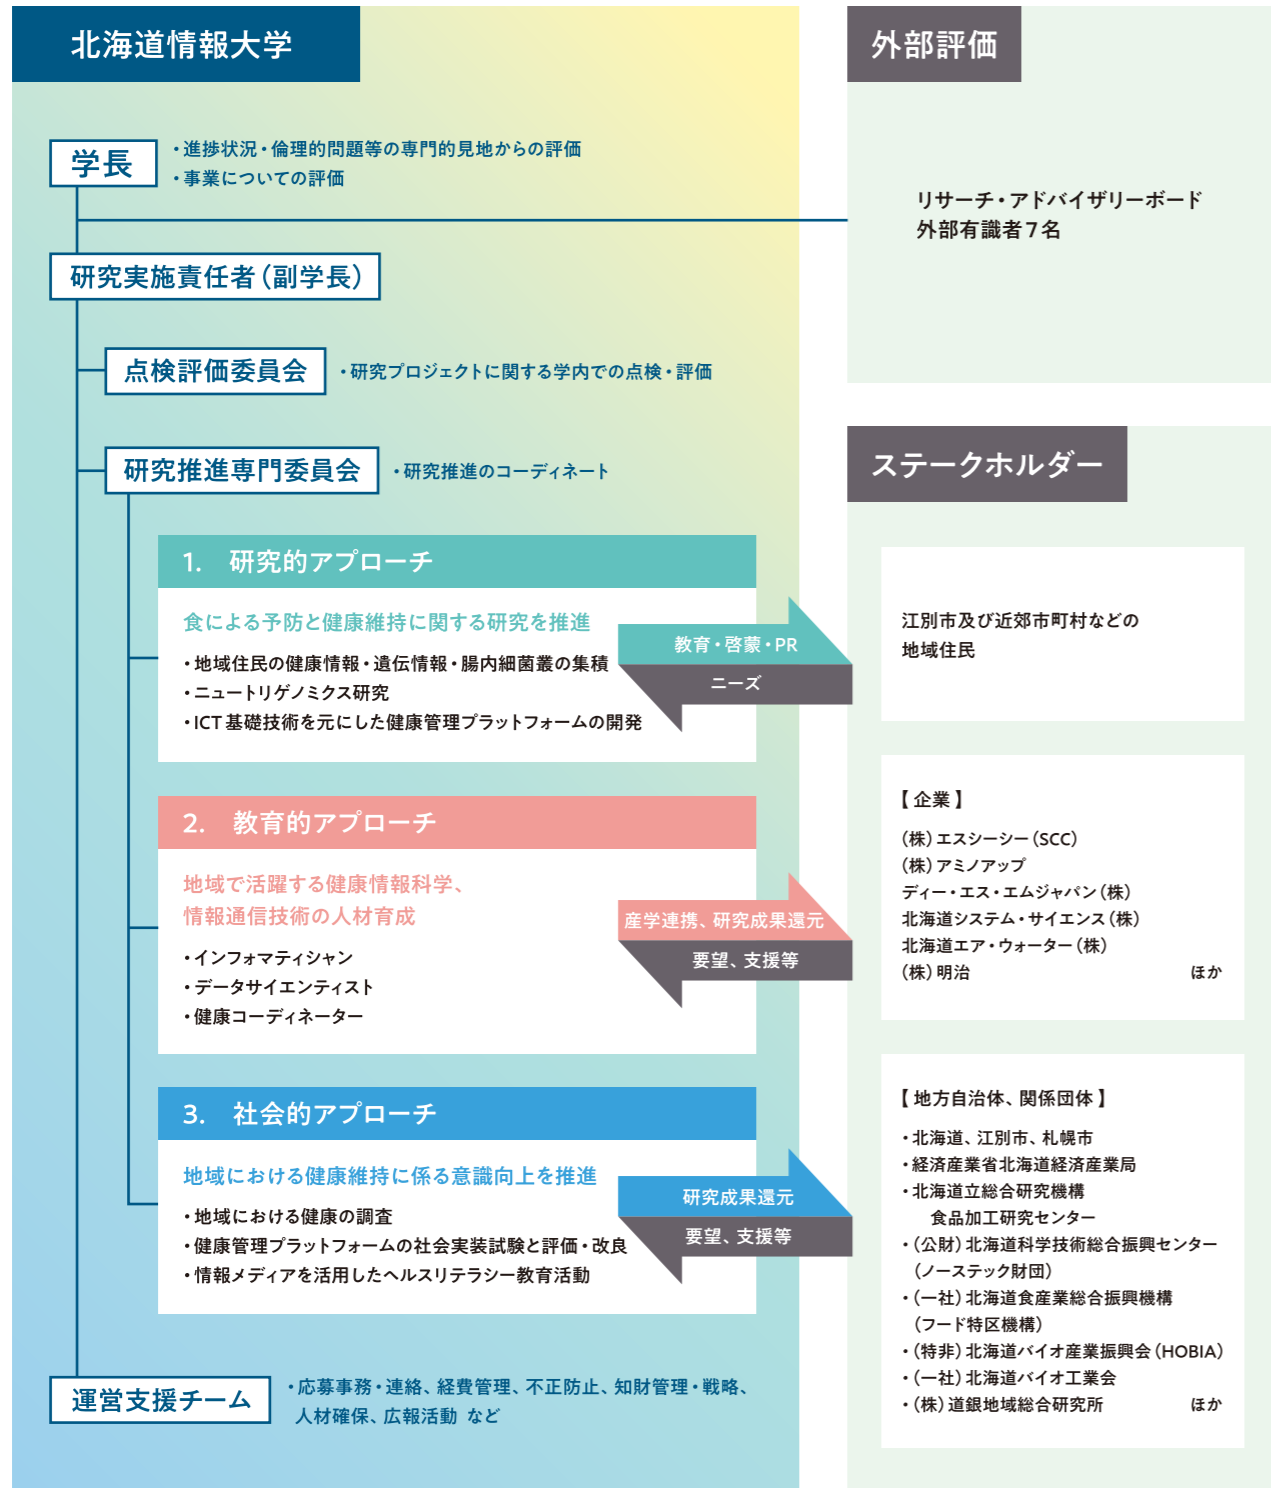 北海道情報大学
学長
・進捗状況・倫理的問題等の専門的見地からの評価
・事業についての評価
研究実施責任者（副学長）
点検評価委員会
・研究プロジェクトに関する学内での点検・評価
研究推進専門委員会
・研究推進のコーディネート
1. 研究的アプローチ
食による予防と健康維持に関する研究を推進
・地域住民の健康情報・遺伝情報・腸内細菌叢の集積
・ニュートリゲノミクス研究
・ICT基礎技術を元にした健康管理プラットフォームの開発
教育・啓蒙・PR
ニーズ
2. 教育的アプローチ
地域で活躍する健康情報科学、
情報通信技術の人材育成
・インフォマティシャン
・データサイエンティスト
・健康コーディネーター
産学連携、研究成果還元
要望、支援等
3. 社会的アプローチ
地域における健康維持に係る意識向上を推進
・地域における健康の調査
・健康管理プラットフォームの社会実装試験と評価・改良
・情報メディアを活用したヘルスリテラシー教育活動
研究成果還元
要望、支援等
運営支援チーム
・応募事務・連絡、経費管理、不正防止、知財管理・戦略、
人材確保、広報活動 など
外部評価
リサーチ・アドバイザリーボード
外部有識者７名
ステークホルダー
江別市及び近郊市町村などの
地域住民
【企業】
（株）エスシーシー（SCC）
（株）アミノアップ
ディー・エス・エムジャパン（株）
北海道システム・サイエンス（株）
北海道エア・ウォーター（株）
（株）明治 ほか
【地方自治体、関係団体】
・北海道、江別市、札幌市
・経済産業省北海道経済産業局
・北海道立総合研究機構
食品加工研究センター
・（公財）北海道科学技術総合振興センター
（ノーステック財団）
・（一社）北海道食産業総合振興機構
（フード特区機構）
・（特非）北海道バイオ産業振興会（HOBIA）
・（一社）北海道バイオ工業会
・（株）道銀地域総合研究所 ほか